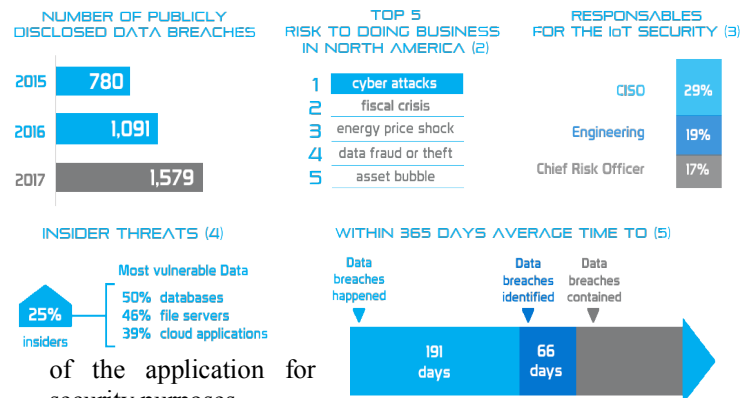 NUMBER OF PUBLICLY
DISCLOSED DATA BREACHES
2015 780
2016 1,091
2017 1,579
TOP 5
RISK TO DOING BUSINESS
IN NORTH AMERICA (2)
1 cyber attacks
2 fiscal crisis
3 energy price shock
4 data fraud or theft
5 asset bubble
RESPONSABLES
FOR THE IoT SECURITY (3)
CISO 29%
Engineering 19%
Chief Risk Officer 17%
INSIDER THREATS (4)
25%
insiders
Most vulnerable Data
50% databases
46% file servers
39% cloud applications
WITHIN 365 DAYS AVERAGE TIME TO (5)
Data
breaches
happened
Data
breaches
identified
Data
breaches
contained
191
days
66
days
of the application for
security purposes